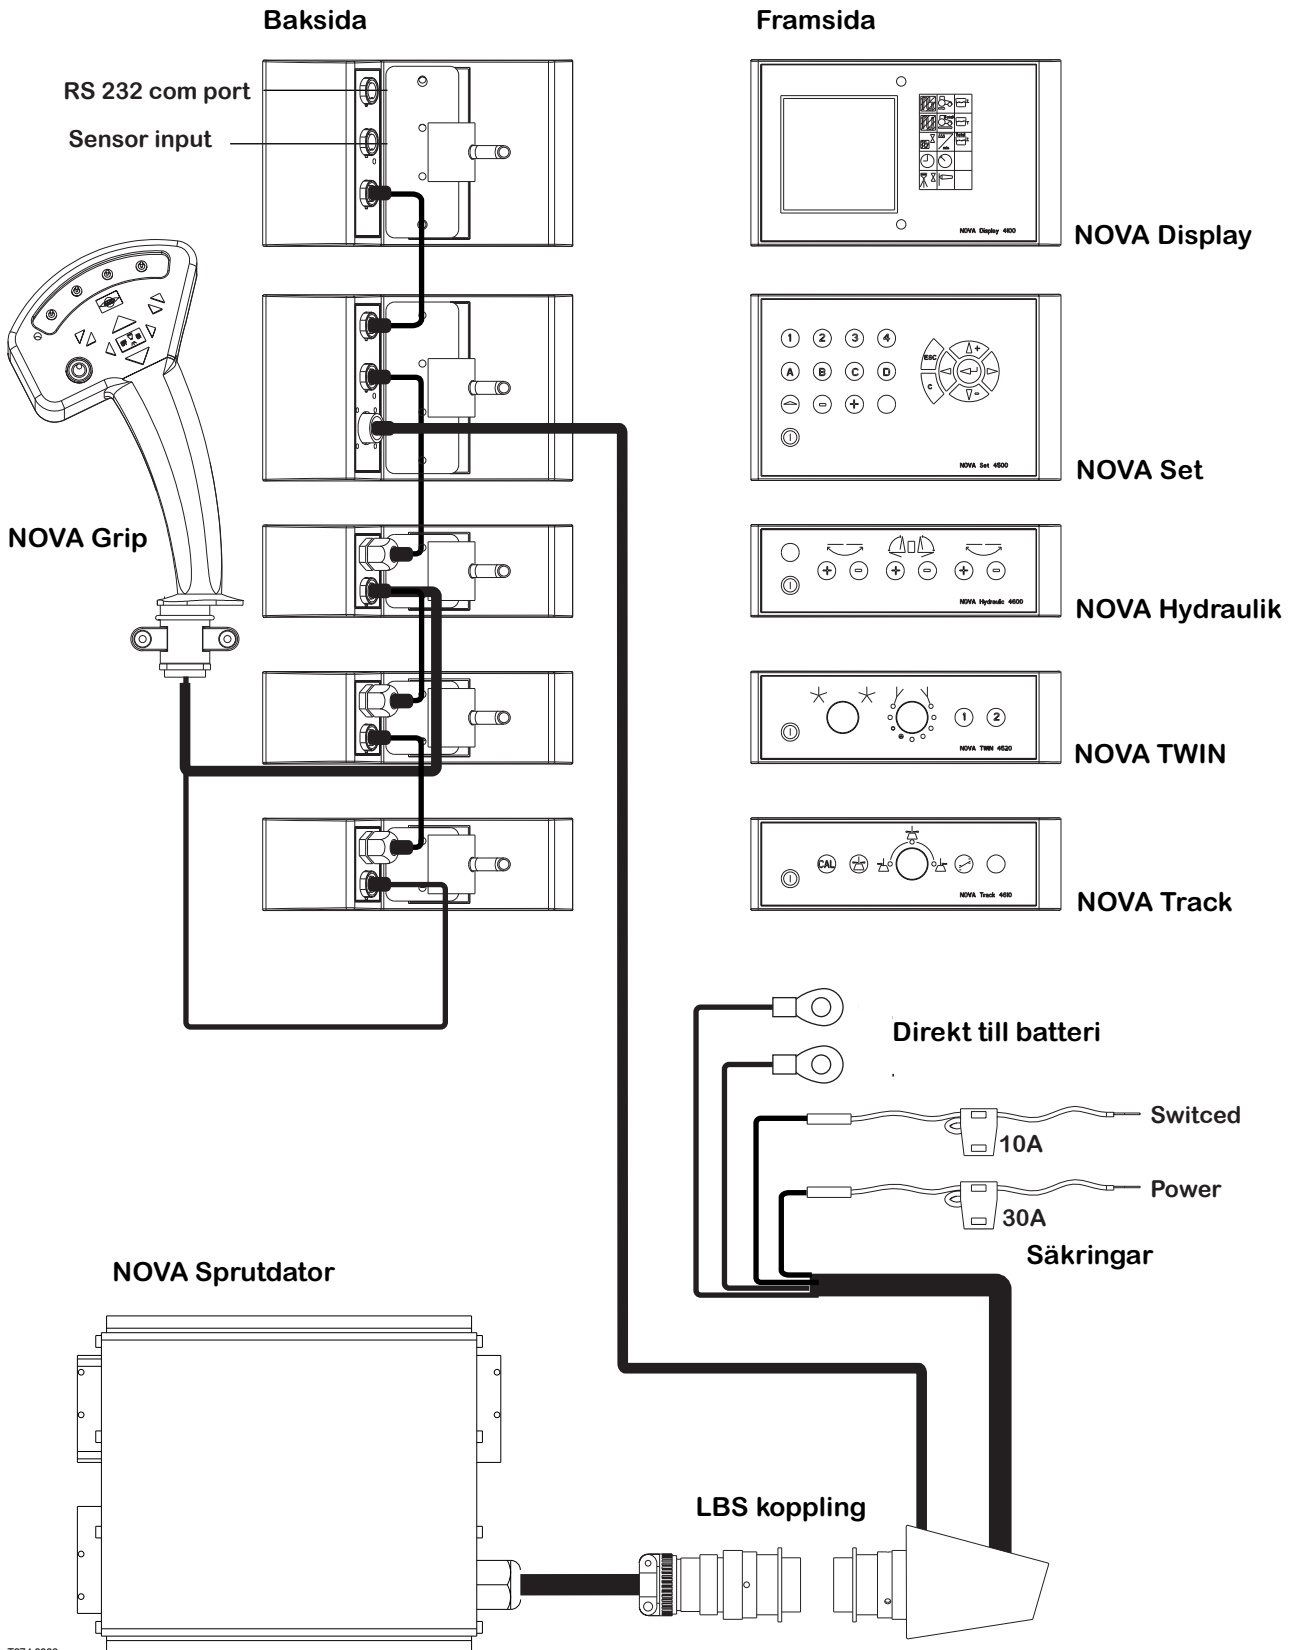 Baksida
Framsida
RS 232 com port
Sensor input
NOVA Display 4100
NOVA Display
1 2 3 4
ESC
A B C D
C
NOVA Set 4500
NOVA Set
NOVA Grip
NOVA Hydraulic 4600
NOVA Hydraulik
1 2
NOVA TWIN 4520
NOVA TWIN
CAL
NOVA Track 4610
NOVA Track
Direkt till batteri
Switced
10A
Power
30A
Säkringar
NOVA Sprutdator
LBS koppling